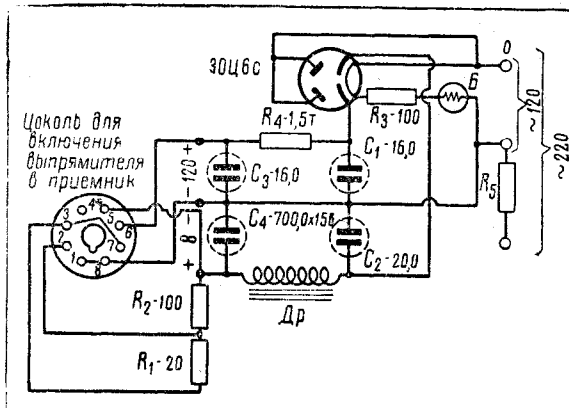 30Ц6С
0
Б
~120
~220
R3-100
R4-1,5т
Цоколь для
включения
выпрямителя
в приемник
+
120
-
C3-16,0
C1-16,0
R5
3
4
5
6
2
7
1
8
-
8
+
C4-700,0х15в
C2-20,0
R2-100
Др
R1-20